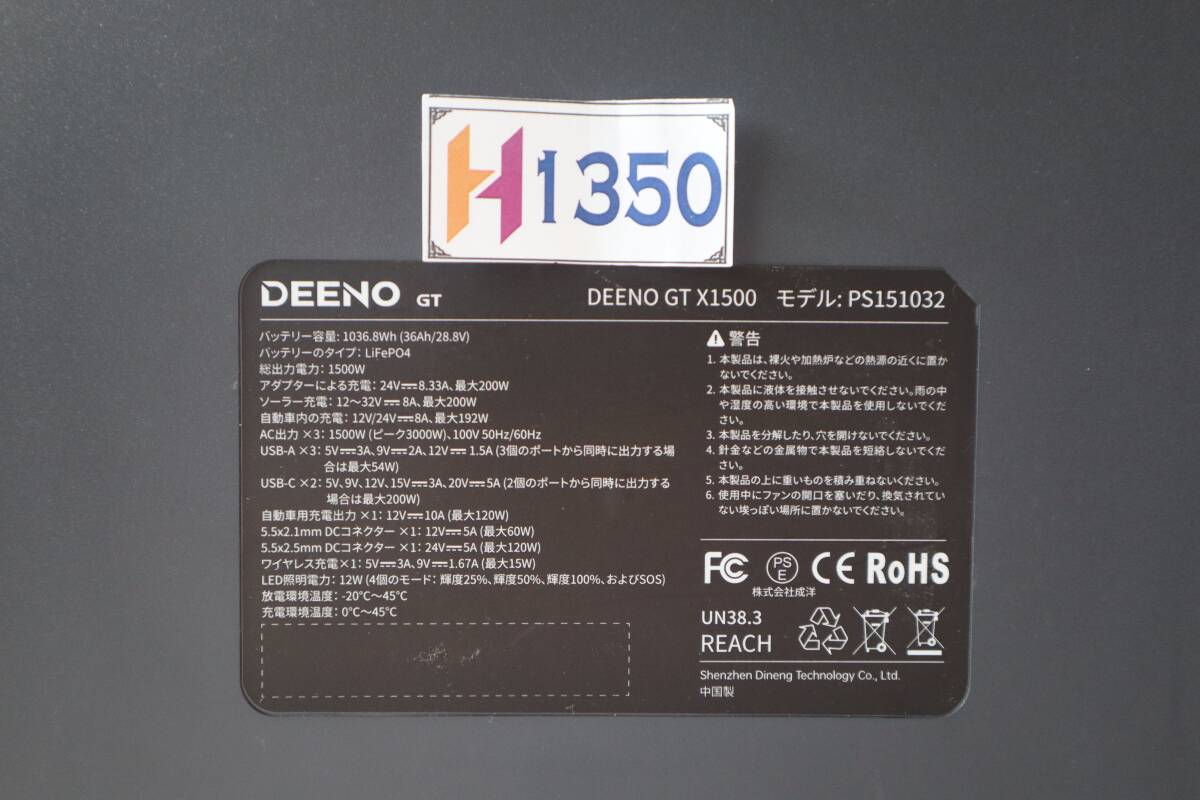 H1350
DEENO GT
DEENO GT X1500 モデル: PS151032
バッテリー容量: 1036.8Wh (36Ah/28.8V)
バッテリーのタイプ: LiFePO4
総出力電力: 1500W
アダプターによる充電: 24V⎓8.33A、最大200W
ソーラー充電: 12～32V⎓8A、最大200W
自動車内の充電: 12V/24V⎓8A、最大192W
AC出力 ×3: 1500W (ピーク3000W)、100V 50Hz/60Hz
USB-A ×3: 5V⎓3A、9V⎓2A、12V⎓1.5A (3個のポートから同時に出力する場
合は最大54W)
USB-C ×2: 5V、9V、12V、15V⎓3A、20V⎓5A (2個のポートから同時に出力する
場合は最大200W)
自動車用充電出力 ×1: 12V⎓10A (最大120W)
5.5x2.1mm DCコネクター ×1: 12V⎓5A (最大60W)
5.5x2.5mm DCコネクター ×1: 24V⎓5A (最大120W)
ワイヤレス充電×1: 5V⎓3A、9V⎓1.67A (最大15W)
LED照明電力: 12W (4個のモード: 輝度25%、輝度50%、輝度100%、およびSOS)
放電環境温度: -20℃～45℃
充電環境温度: 0℃～45℃
警告
1. 本製品は、裸火や加熱炉などの熱源の近くに置か
ないでください。
2. 本製品に液体を接触させないでください。雨の中
や湿度の高い環境で本製品を使用しないでくだ
さい。
3. 本製品を分解したり、穴を開けないでください。
4. 針金などの金属物で本製品を短絡しないでくだ
さい。
5. 本製品の上に重いものを積み重ねないください。
6. 使用中にファンの開口を塞いだり、換気されてい
ない埃っぽい場所に置かないでください。
FC PSE CE RoHS
株式会社成洋
UN38.3
REACH
Shenzhen Dineng Technology Co., Ltd.
中国製